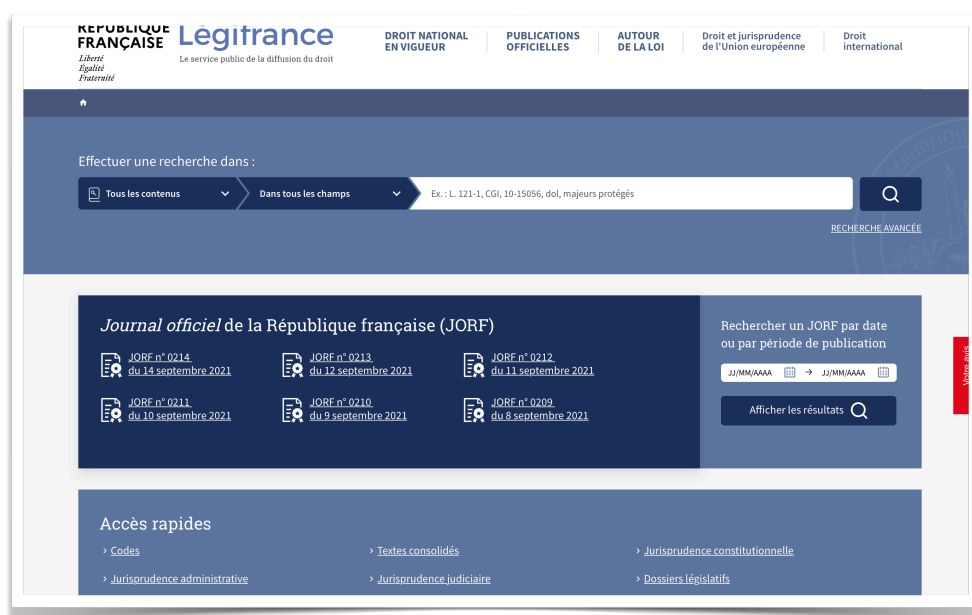 RÉPUBLIQUE
FRANÇAISE
Liberté
Égalité
Fraternité
Légifrance
Le service public de la diffusion du droit
DROIT NATIONAL
EN VIGUEUR
PUBLICATIONS
OFFICIELLES
AUTOUR
DE LA LOI
Droit et jurisprudence
de l'Union européenne
Droit
international
Effectuer une recherche dans :
Tous les contenus
Dans tous les champs
Ex. : L. 121-1, CGI, 10-15056, dol, majeurs protégés
RECHERCHE AVANCÉE
Journal officiel de la République française (JORF)
JORF n° 0214
du 14 septembre 2021
JORF n° 0213
du 12 septembre 2021
JORF n° 0212
du 11 septembre 2021
JORF n° 0211
du 10 septembre 2021
JORF n° 0210
du 9 septembre 2021
JORF n° 0209
du 8 septembre 2021
Rechercher un JORF par date
ou par période de publication
JJ/MM/AAAA → JJ/MM/AAAA
Afficher les résultats
Votre avis
Accès rapides
> Codes
> Textes consolidés
> Jurisprudence constitutionnelle
> Jurisprudence administrative
> Jurisprudence judiciaire
> Dossiers législatifs